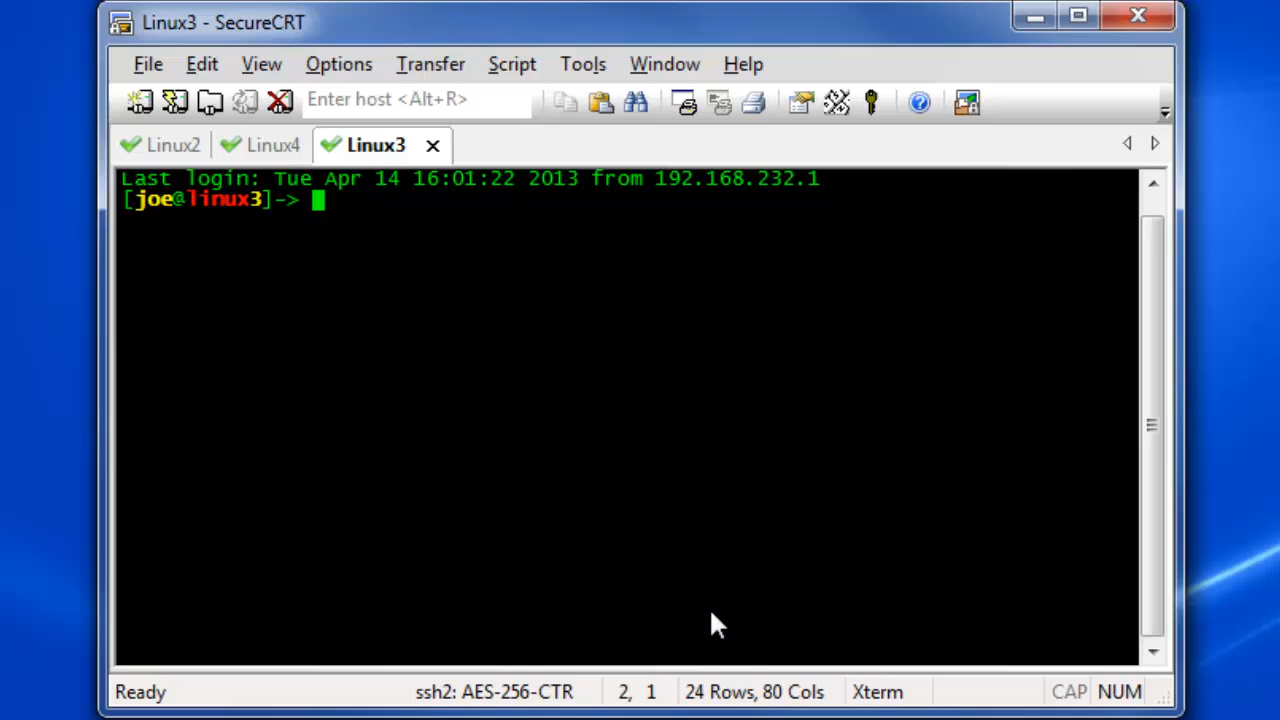 Linux3 - SecureCRT
File Edit View Options Transfer Script Tools Window Help
Enter host <Alt+R>
Linux2 Linux4 Linux3
Last login: Tue Apr 14 16:01:22 2013 from 192.168.232.1
[joe@linux3]->
Ready ssh2: AES-256-CTR 2, 1 24 Rows, 80 Cols Xterm CAP NUM